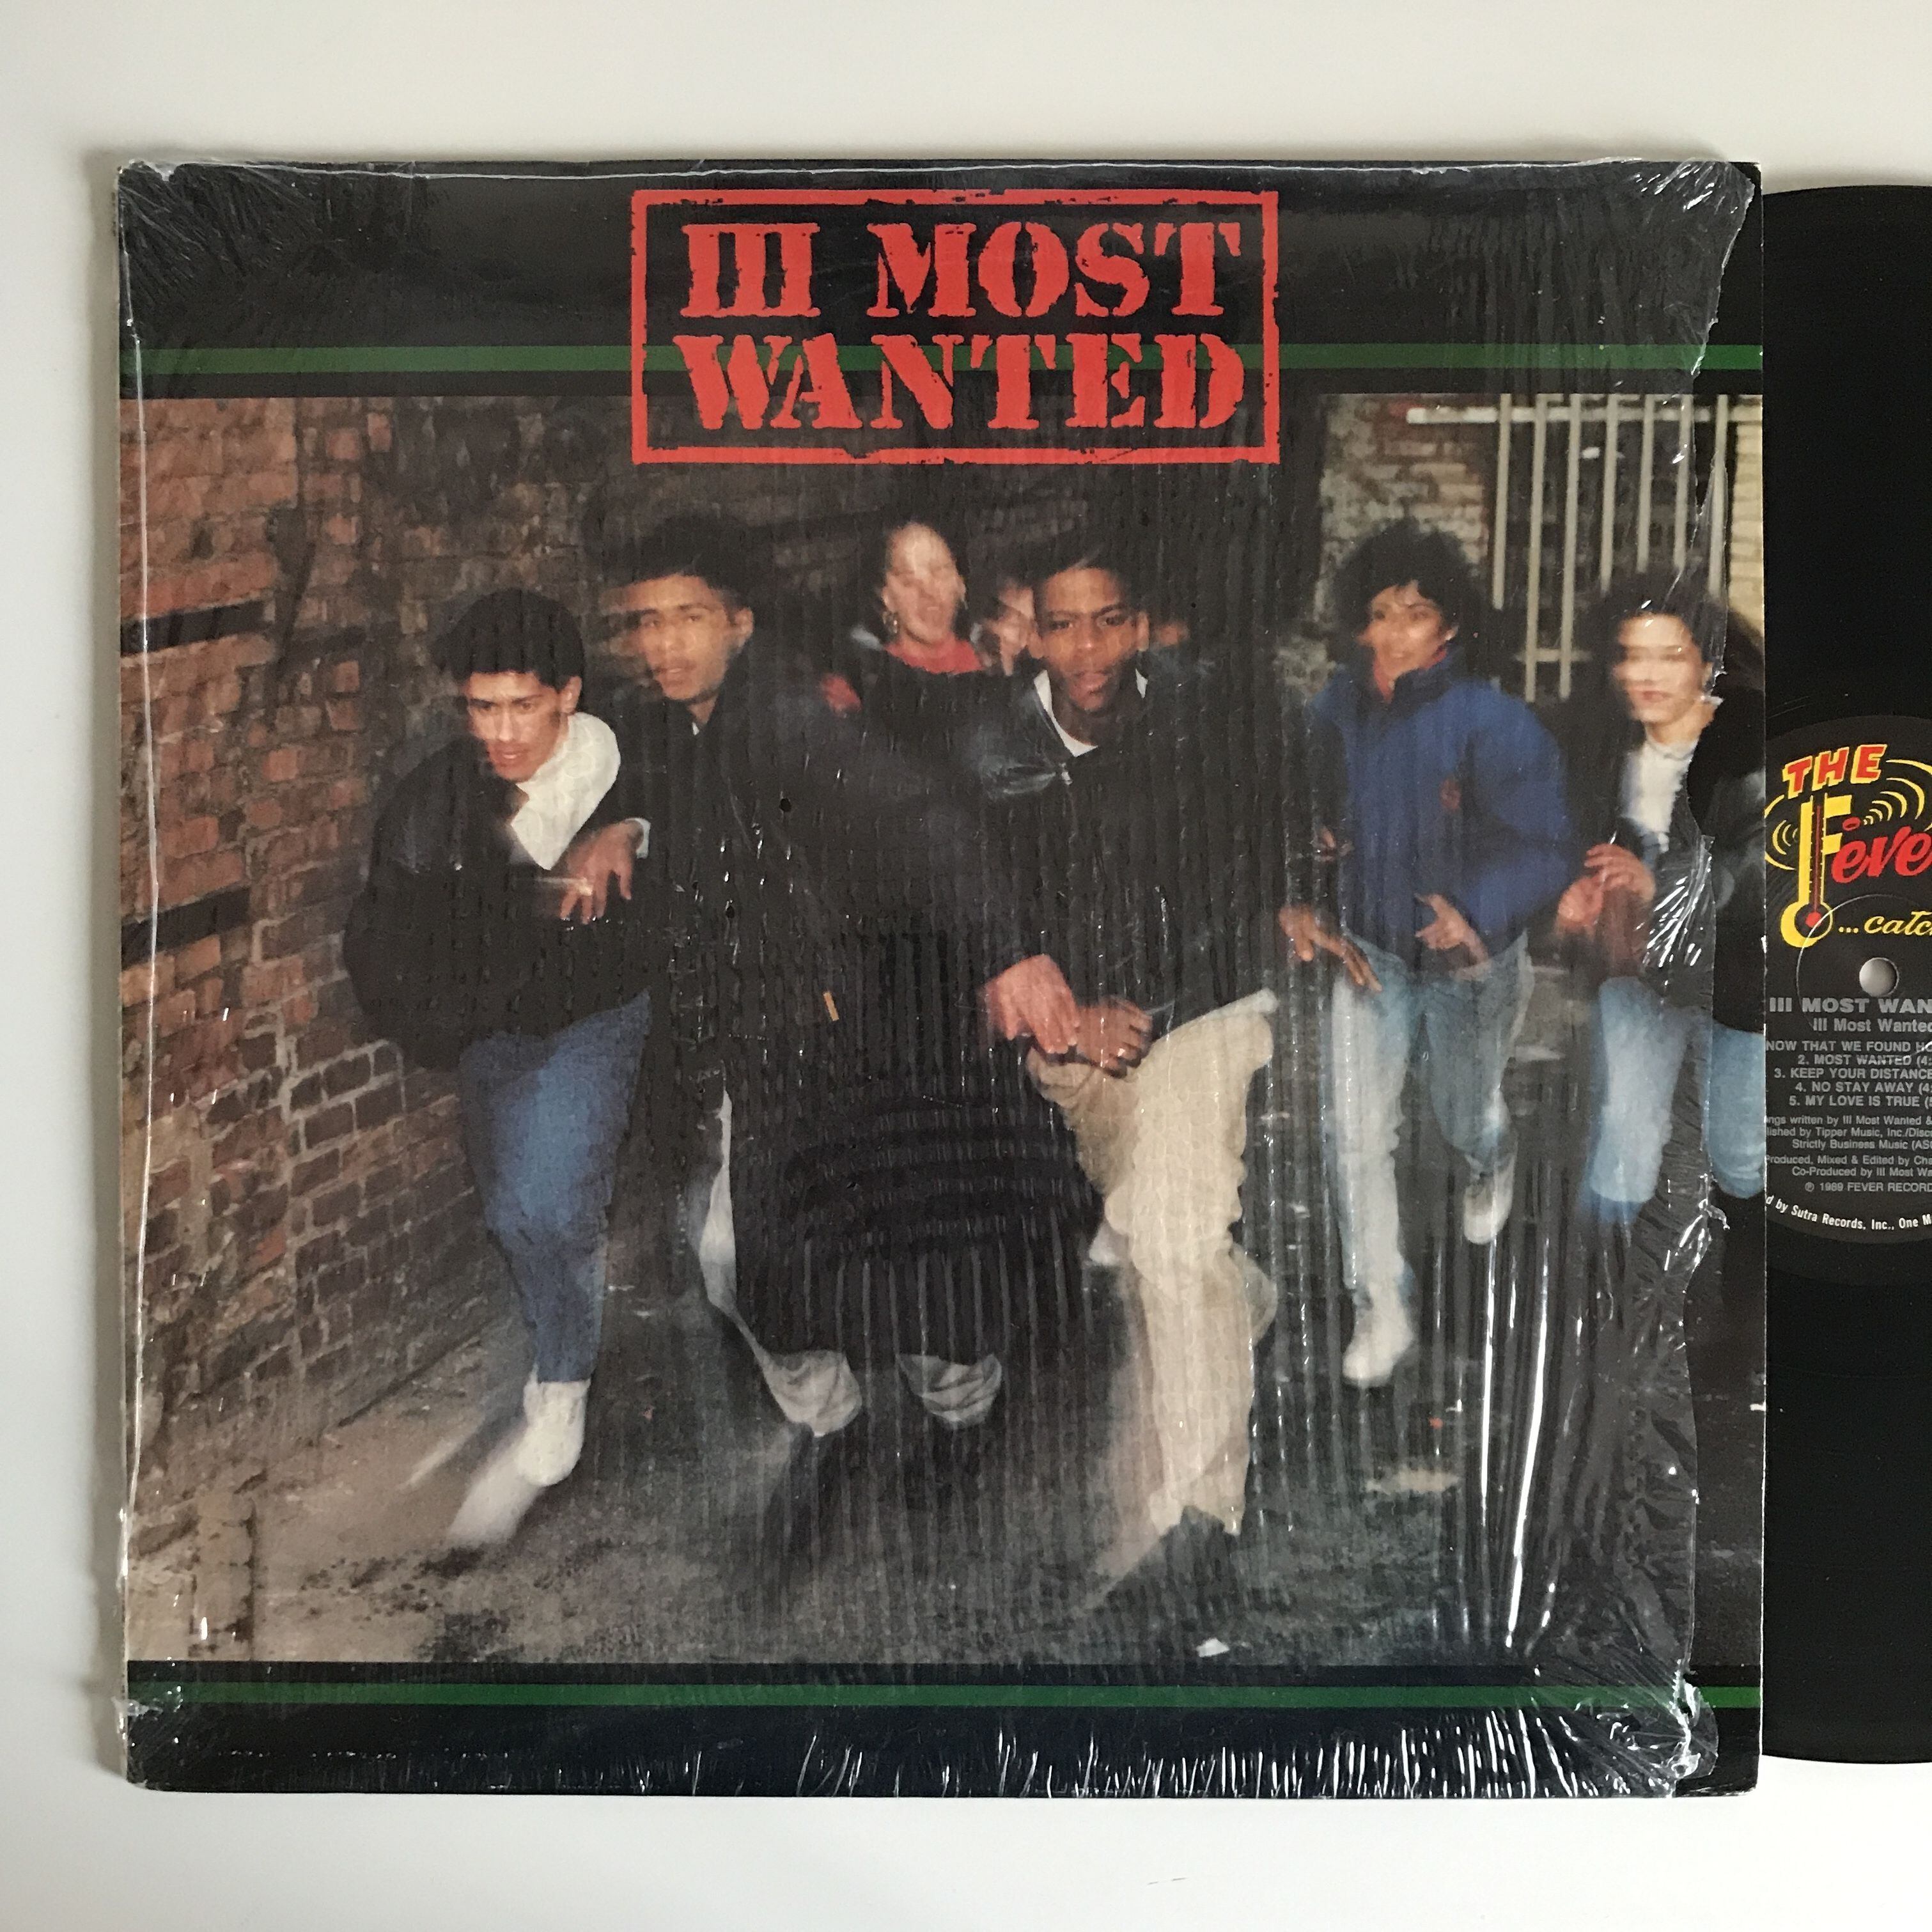 III MOST
WANTED
THE
Feve
...catc
III MOST WAN
III Most Wanted
NOW THAT WE FOUND HO
2. MOST WANTED (4:
3. KEEP YOUR DISTANCE
4. NO STAY AWAY (4:
5. MY LOVE IS TRUE (
ngs written by III Most Wanted &
lished by Tipper Music, Inc./Disc
Strictly Business Music (AS
Produced, Mixed & Edited by Cha
Co-Produced by III Most Wa
℗ 1989 FEVER RECORD
d by Sutra Records, Inc., One M